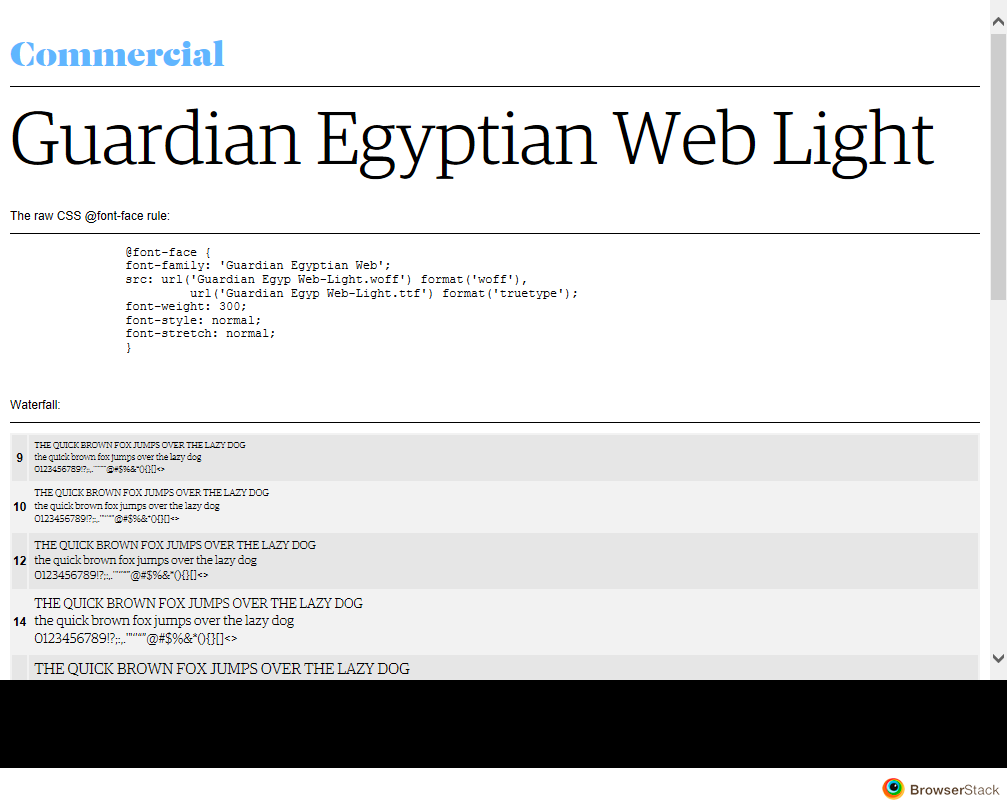 Commercial
Guardian Egyptian Web Light
The raw CSS @font-face rule:
@font-face {
font-family: 'Guardian Egyptian Web';
src: url('Guardian Egyp Web-Light.woff') format('woff'),
url('Guardian Egyp Web-Light.ttf') format('truetype');
font-weight: 300;
font-style: normal;
font-stretch: normal;
}
Waterfall:
THE QUICK BROWN FOX JUMPS OVER THE LAZY DOG
9 the quick brown fox jumps over the lazy dog
0123456789!?;:,.'"‘’“”@#$%&*(){}[]<>
THE QUICK BROWN FOX JUMPS OVER THE LAZY DOG
10 the quick brown fox jumps over the lazy dog
0123456789!?;:,.'"‘’“”@#$%&*(){}[]<>
THE QUICK BROWN FOX JUMPS OVER THE LAZY DOG
12 the quick brown fox jumps over the lazy dog
0123456789!?;:,.'"‘’“”@#$%&*(){}[]<>
THE QUICK BROWN FOX JUMPS OVER THE LAZY DOG
14 the quick brown fox jumps over the lazy dog
0123456789!?;:,.'"‘’“”@#$%&*(){}[]<>
THE QUICK BROWN FOX JUMPS OVER THE LAZY DOG
BrowserStack